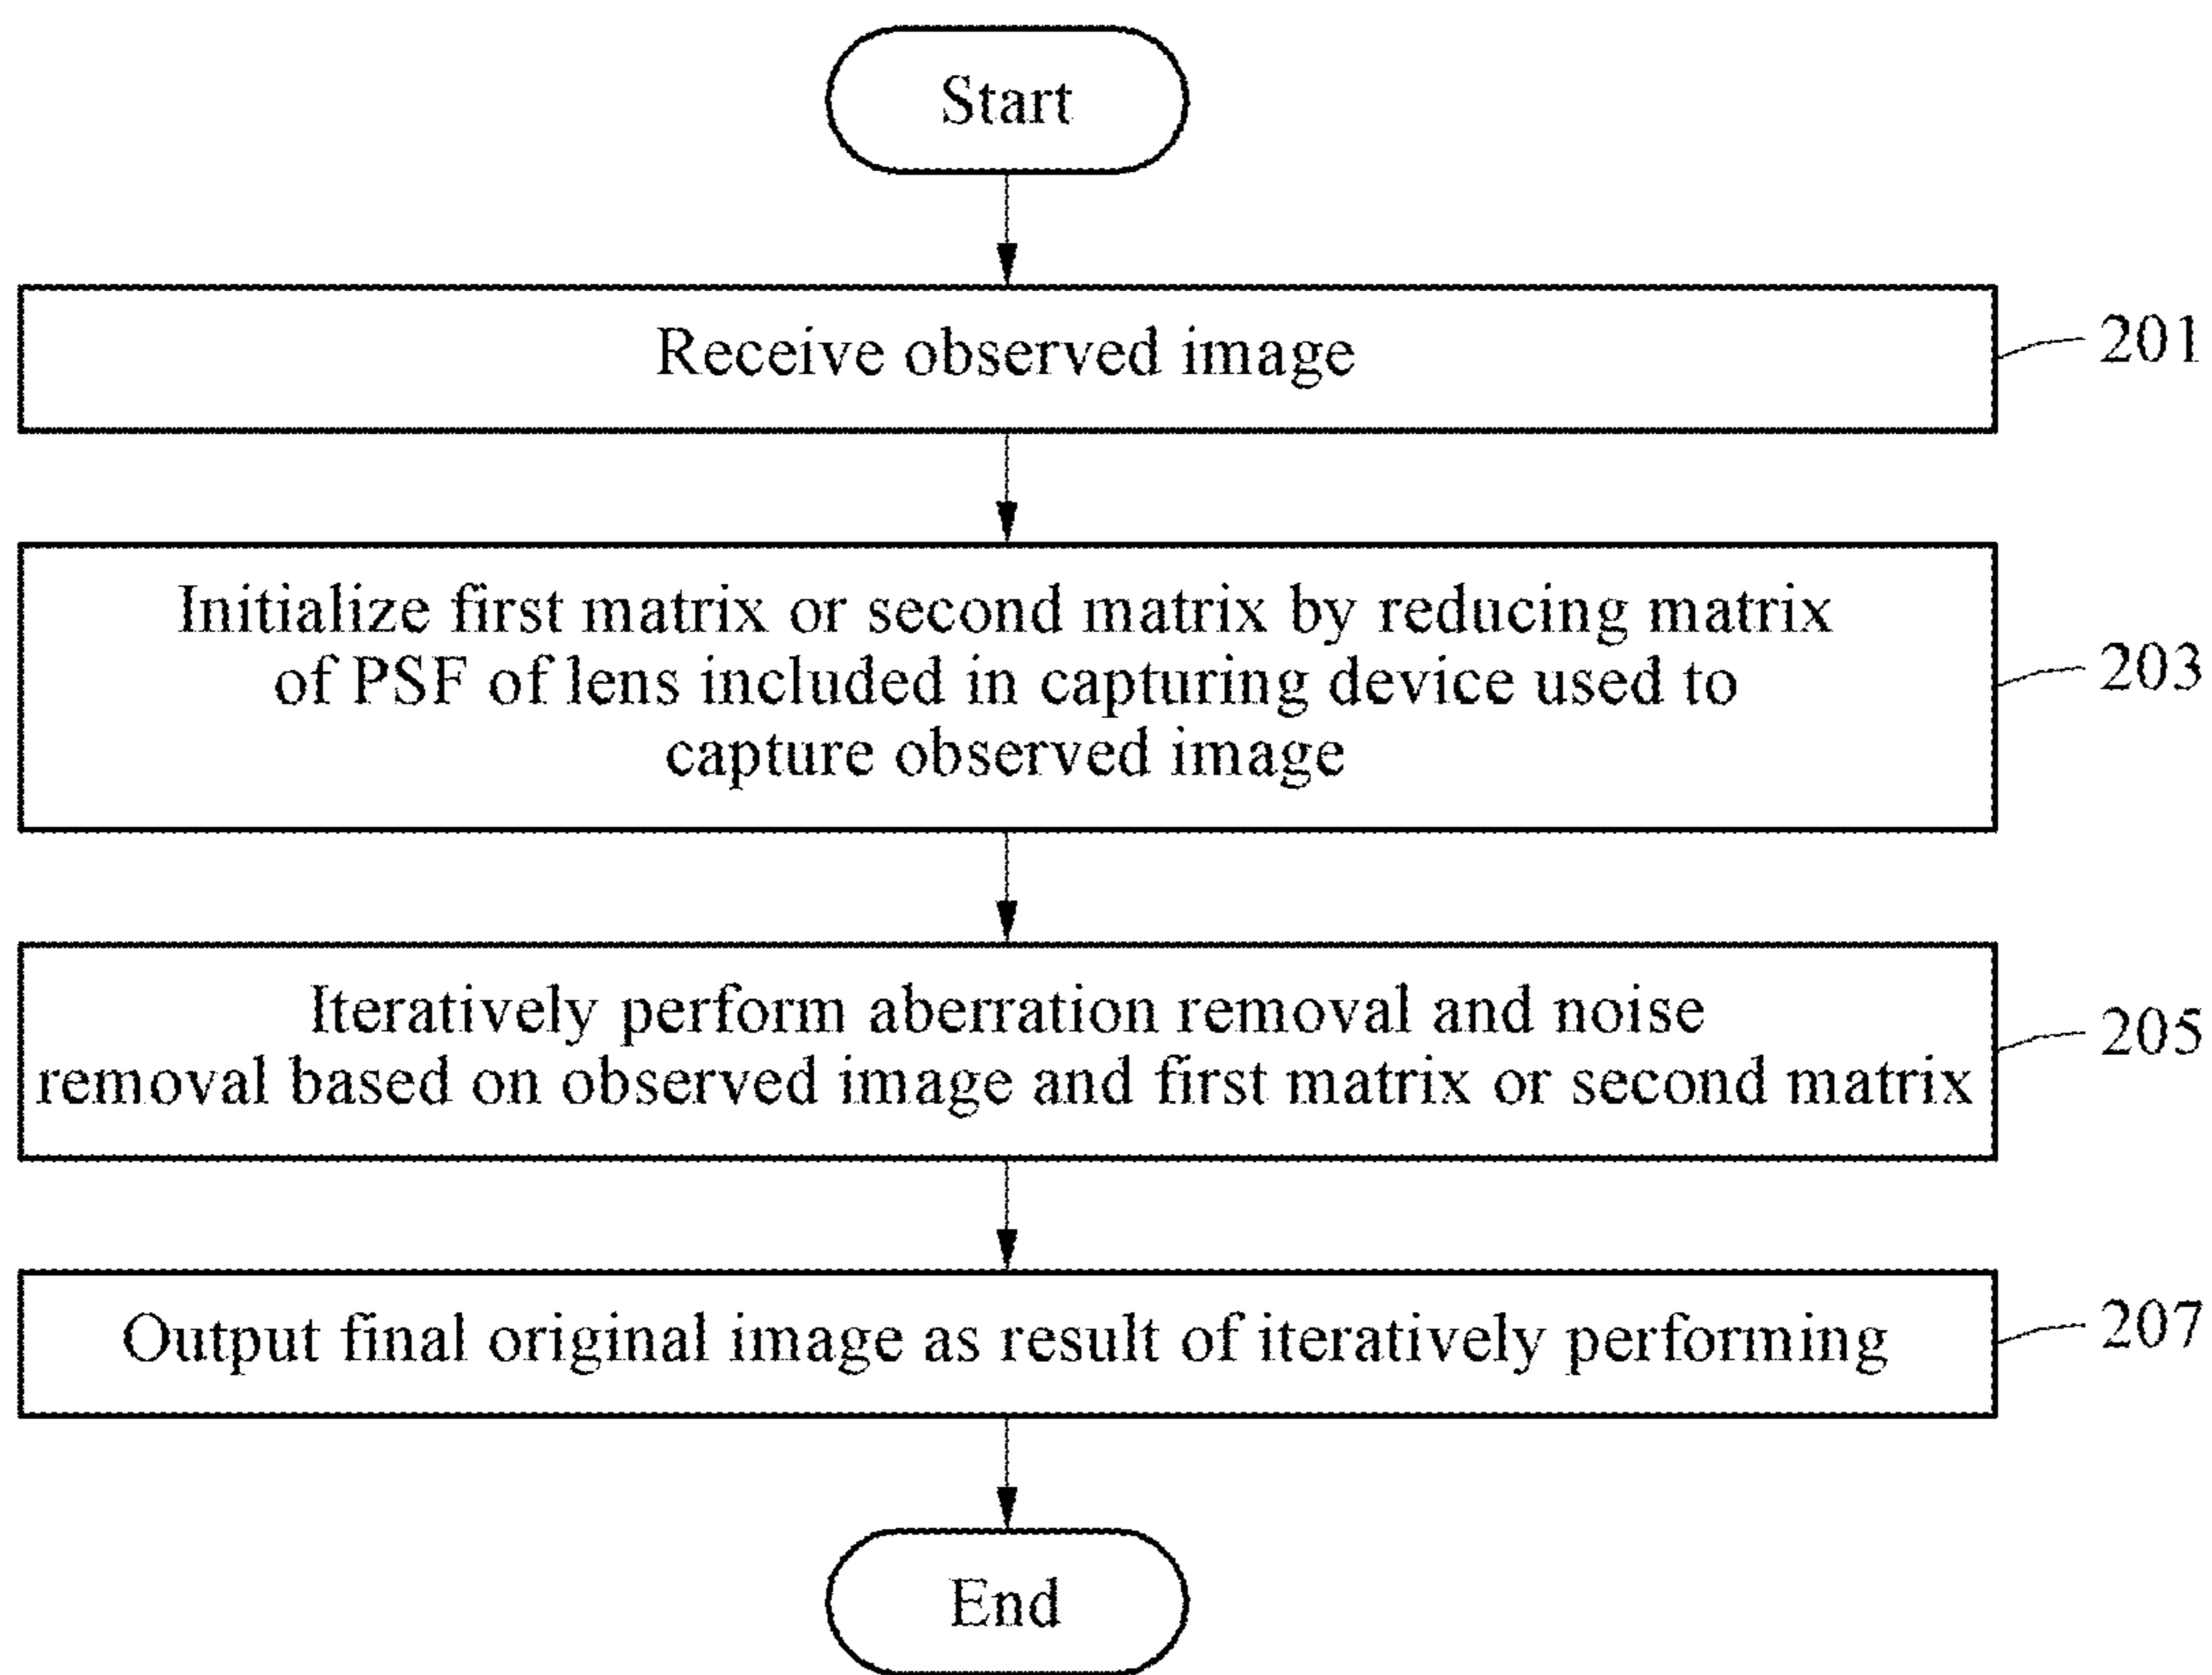 Start
Receive observed image
201
Initialize first matrix or second matrix by reducing matrix
of PSF of lens included in capturing device used to
capture observed image
203
Iteratively perform aberration removal and noise
removal based on observed image and first matrix or second matrix
205
Output final original image as result of iteratively performing
207
End